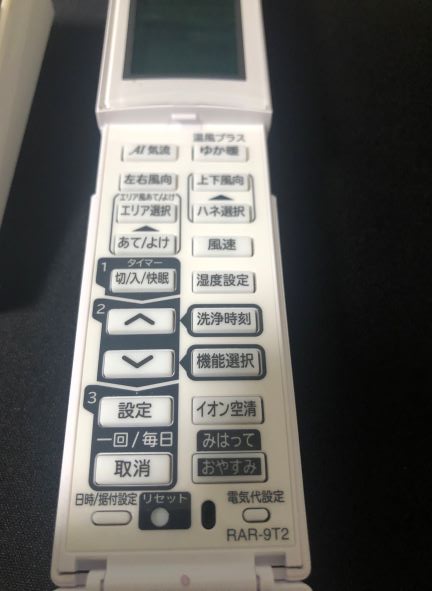 温風プラス
AI 気流 ゆか暖
左右風向 上下風向
エリア風あて/よけ
エリア選択 ハネ選択
あて/よけ 風速
1 タイマー
切/入/快眠 湿度設定
2 洗浄時刻
機能選択
3 設定 イオン空清
一回/毎日 みはって
取消 おやすみ
日時/据付設定 リセット 電気代設定
RAR-9T2